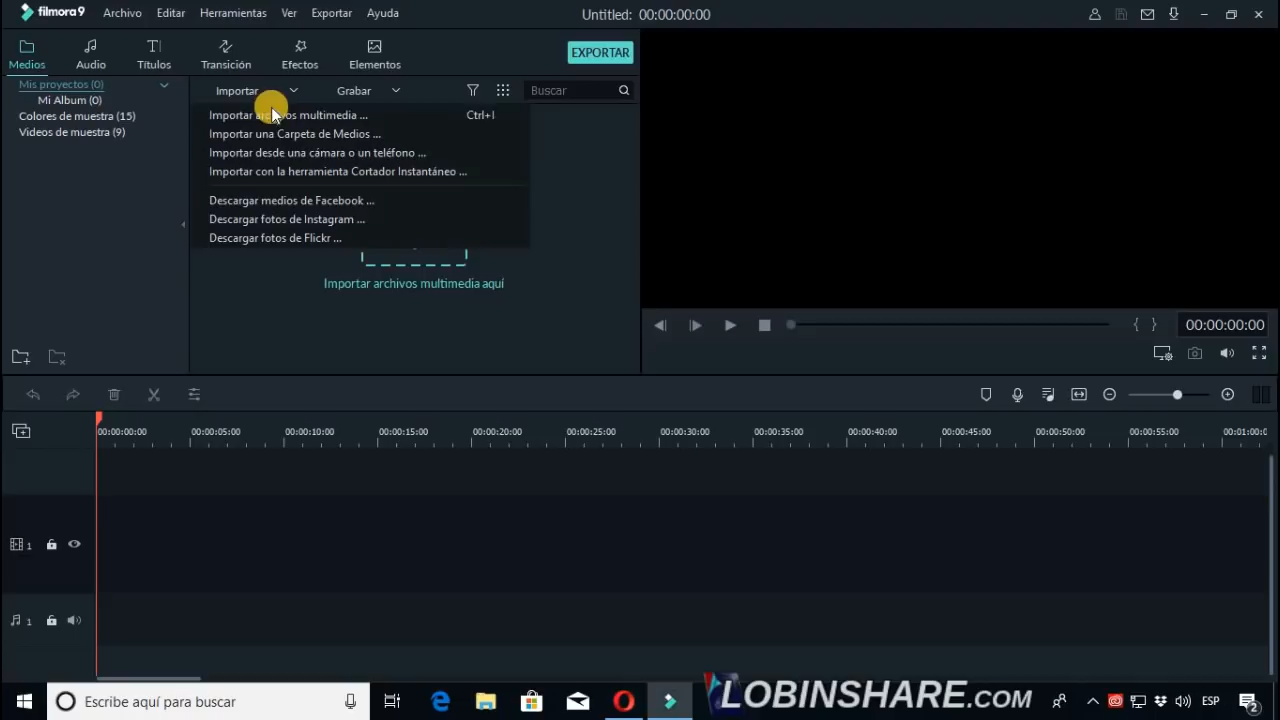 filmora9 Archivo Editar Herramientas Ver Exportar Ayuda Untitled: 00:00:00:00
Medios Audio Títulos Transición Efectos Elementos EXPORTAR
Mis proyectos (0)
Mi Album (0)
Colores de muestra (15)
Videos de muestra (9)
Importar Grabar Buscar
Importar archivos multimedia ... Ctrl+I
Importar una Carpeta de Medios ...
Importar desde una cámara o un teléfono ...
Importar con la herramienta Cortador Instantáneo ...
Descargar medios de Facebook ...
Descargar fotos de Instagram ...
Descargar fotos de Flickr ...
Importar archivos multimedia aquí
{ } 00:00:00:00
00:00:00:00 00:00:05:00 00:00:10:00 00:00:15:00 00:00:20:00 00:00:25:00 00:00:30:00 00:00:35:00 00:00:40:00 00:00:45:00 00:00:50:00 00:00:55:00 00:01:00:0
1
1
Escribe aquí para buscar LOBINSHARE.COM ESP 2